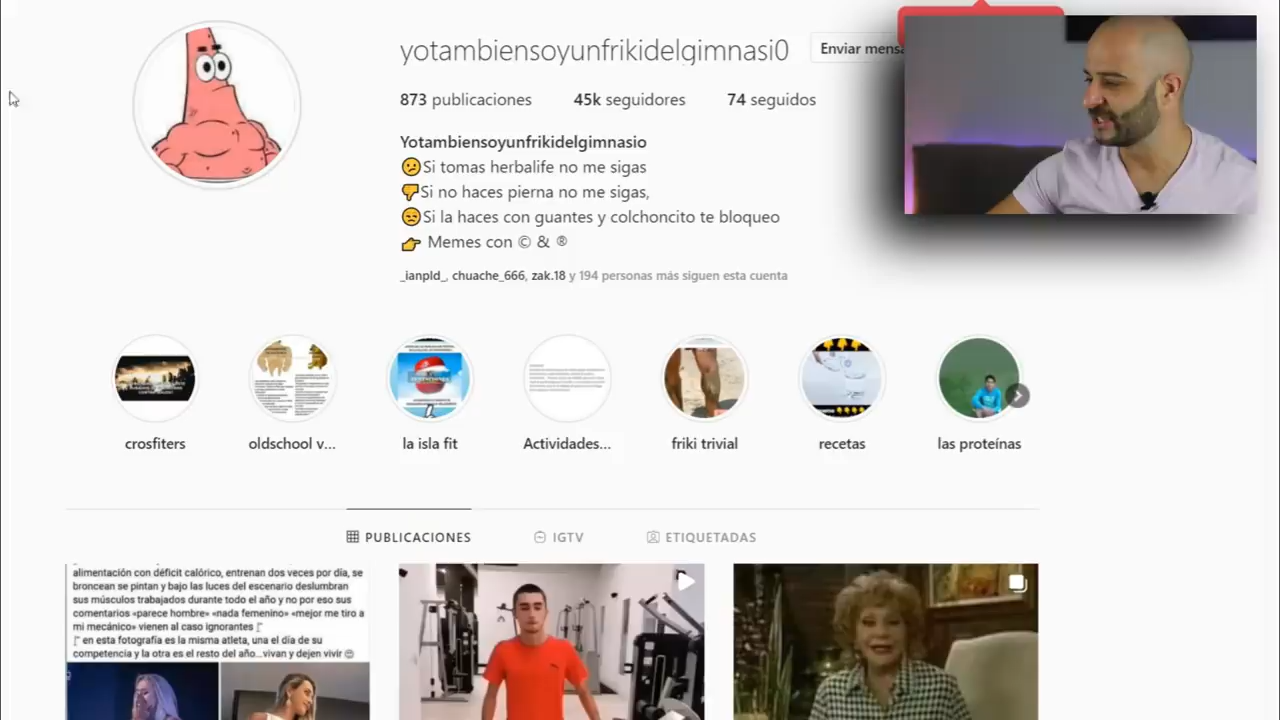 yotambiensoyunfrikidelgimnasi0
Enviar mensa
873 publicaciones
45k seguidores
74 seguidos
Yotambiensoyunfrikidelgimnasio
😕Si tomas herbalife no me sigas
👎Si no haces pierna no me sigas,
😒Si la haces con guantes y colchoncito te bloqueo
👉 Memes con © & ®
_ianpld_, chuache_666, zak.18 y 194 personas más siguen esta cuenta
crosfiters
oldschool v...
la isla fit
Actividades...
friki trivial
recetas
las proteínas
PUBLICACIONES
IGTV
ETIQUETADAS
alimentación con déficit calórico, entrenan dos veces por día, se
broncean se pintan y bajo las luces del escenario deslumbran
sus músculos trabajados durante todo el año y no por eso sus
comentarios «parece hombre» «nada femenino» «mejor me tiro a
mi mecánico» vienen al caso ignorantes
en esta fotografía es la misma atleta, una el día de su
competencia y la otra es el resto del año...vivan y dejen vivir 😊